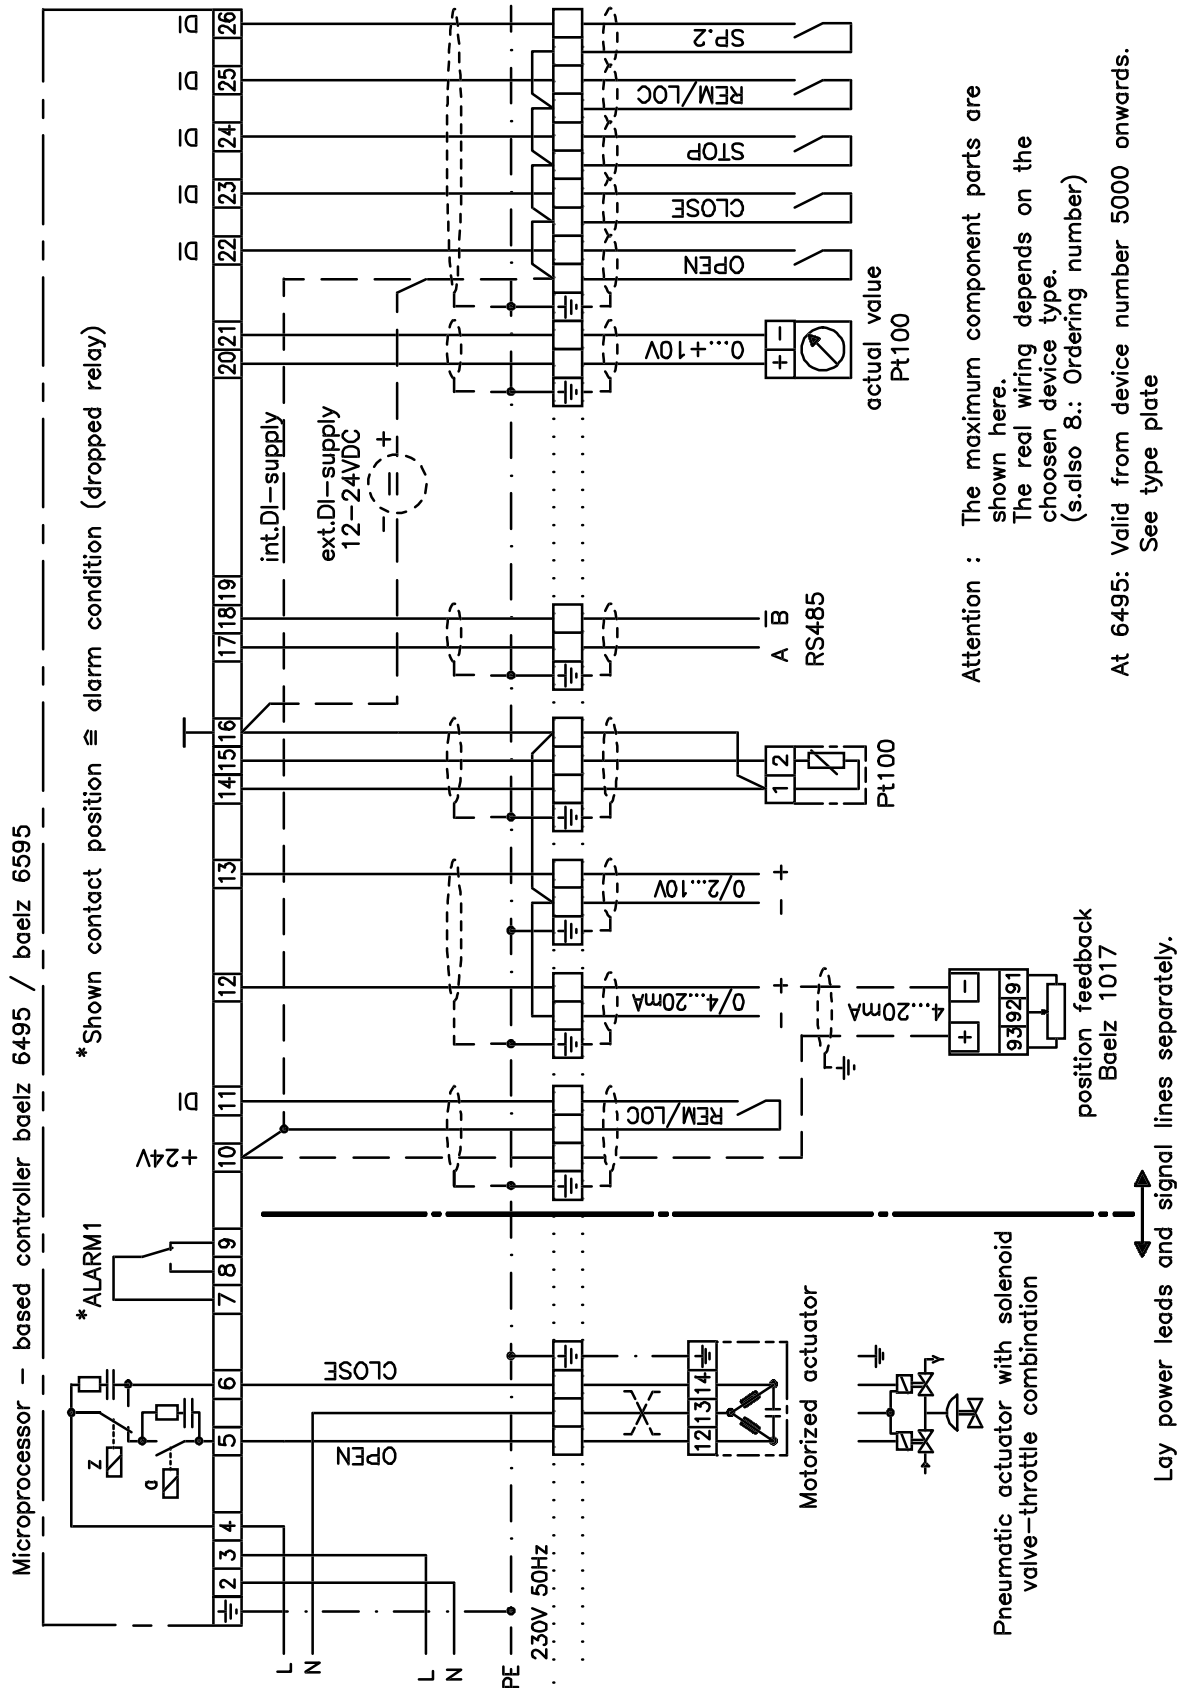 Microprocessor - based controller baelz 6495 / baelz 6595
*Shown contact position ≙ alarm condition (dropped relay)
*ALARM1
+24V
DI
DI
DI
DI
DI
DI
z
a
2
3
4
5
6
7
8
9
10
11
12
13
14
15
16
17
18
19
20
21
22
23
24
25
26
int.DI-supply
ext.DI-supply
12-24VDC
-
+
L
N
L
N
PE
230V 50Hz
OPEN
CLOSE
REM/LOC
0/4...20mA
- +
0/2...10V
- +
A B̅
RS485
0...+10V
OPEN
CLOSE
STOP
REM/LOC
SP.2
12
13
14
Motorized actuator
1
2
Pt100
+
-
actual value
Pt100
4...20mA
+
-
93
92
91
position feedback
Baelz 1017
Pneumatic actuator with solenoid
valve-throttle combination
Attention : The maximum component parts are
shown here.
The real wiring depends on the
choosen device type.
(s.also 8.: Ordering number)
At 6495: Valid from device number 5000 onwards.
See type plate
Lay power leads and signal lines separately.